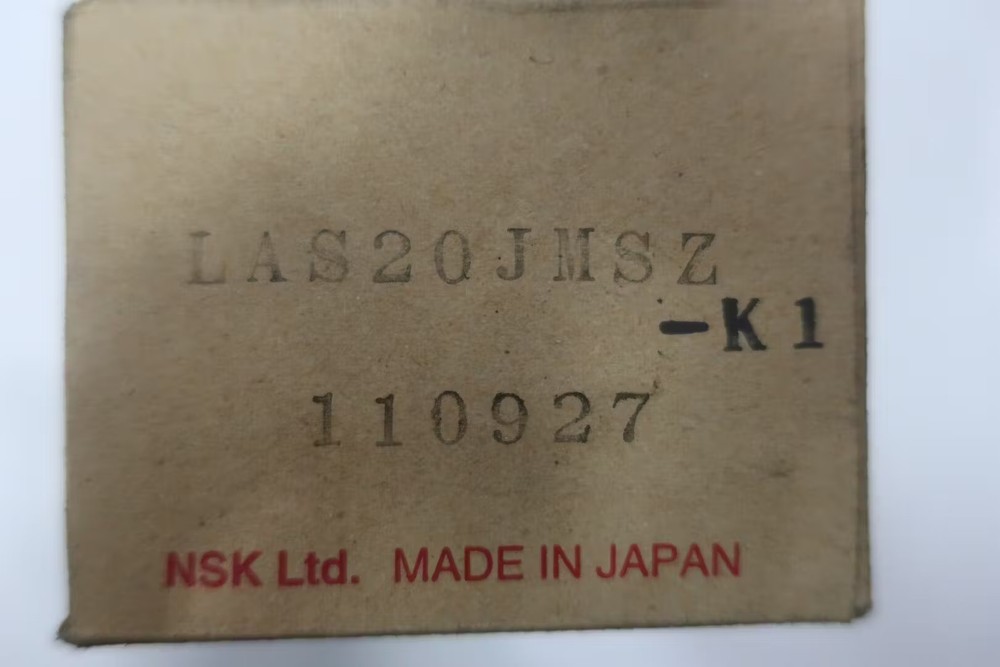 LAS20JMSZ
-K1
110927
NSK Ltd. MADE IN JAPAN